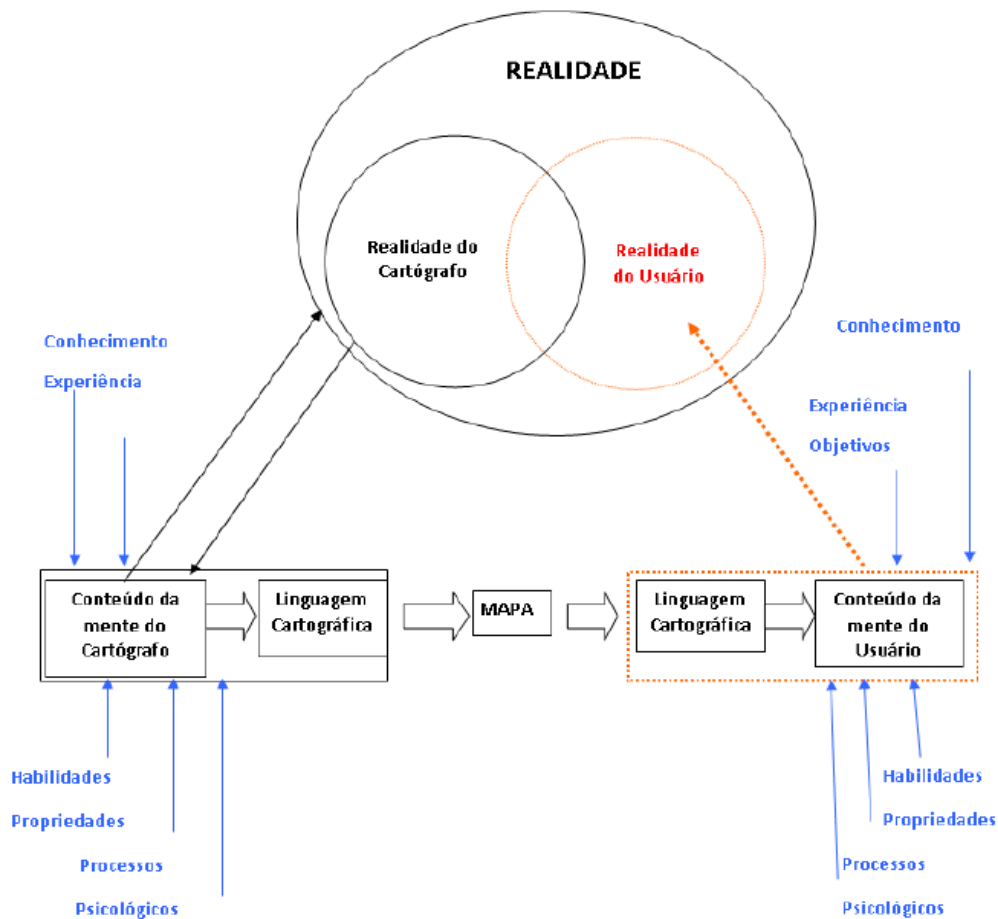 REALIDADE
Realidade do
Cartógrafo
Realidade
do Usuário
Conhecimento
Experiência
Conhecimento
Experiência
Objetivos
Conteúdo da
mente do
Cartógrafo
Linguagem
Cartográfica
MAPA
Linguagem
Cartográfica
Conteúdo da
mente do
Usuário
Habilidades
Propriedades
Processos
Psicológicos
Habilidades
Propriedades
Processos
Psicológicos